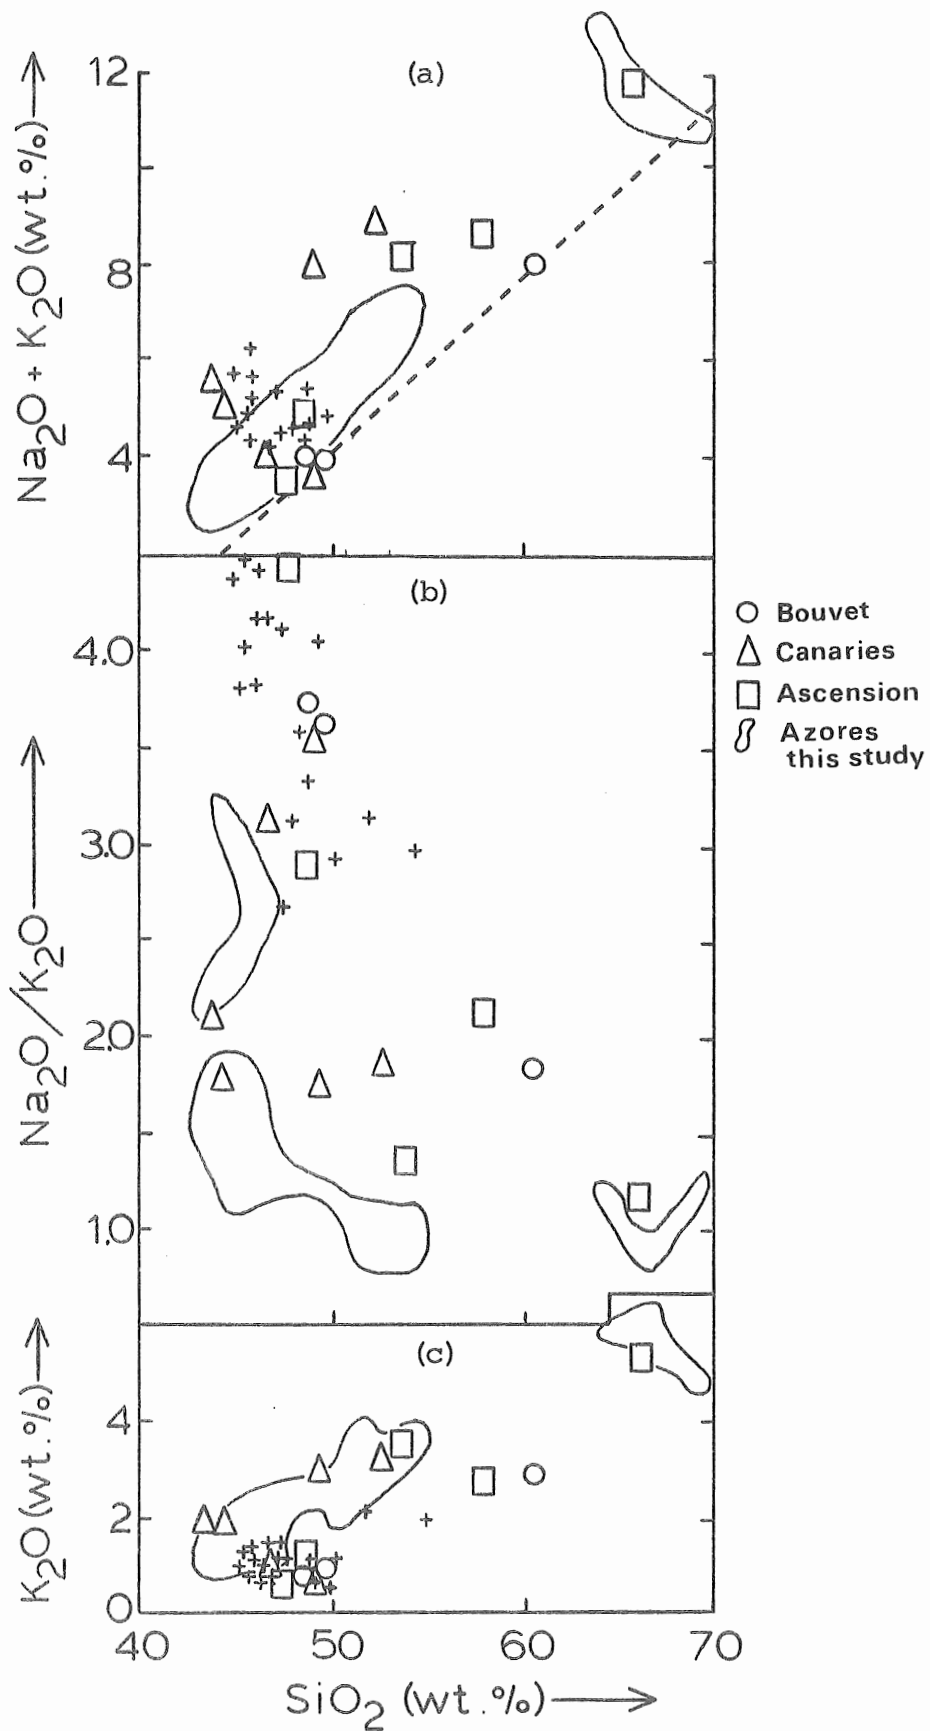 (a)
12
8
4
Na2O + K2O (wt.%)
(b)
4.0
3.0
2.0
1.0
Na2O/K2O
(c)
4
2
0
K2O (wt.%)
40 50 60 70
SiO2 (wt.%)
Bouvet
Canaries
Ascension
Azores
this study